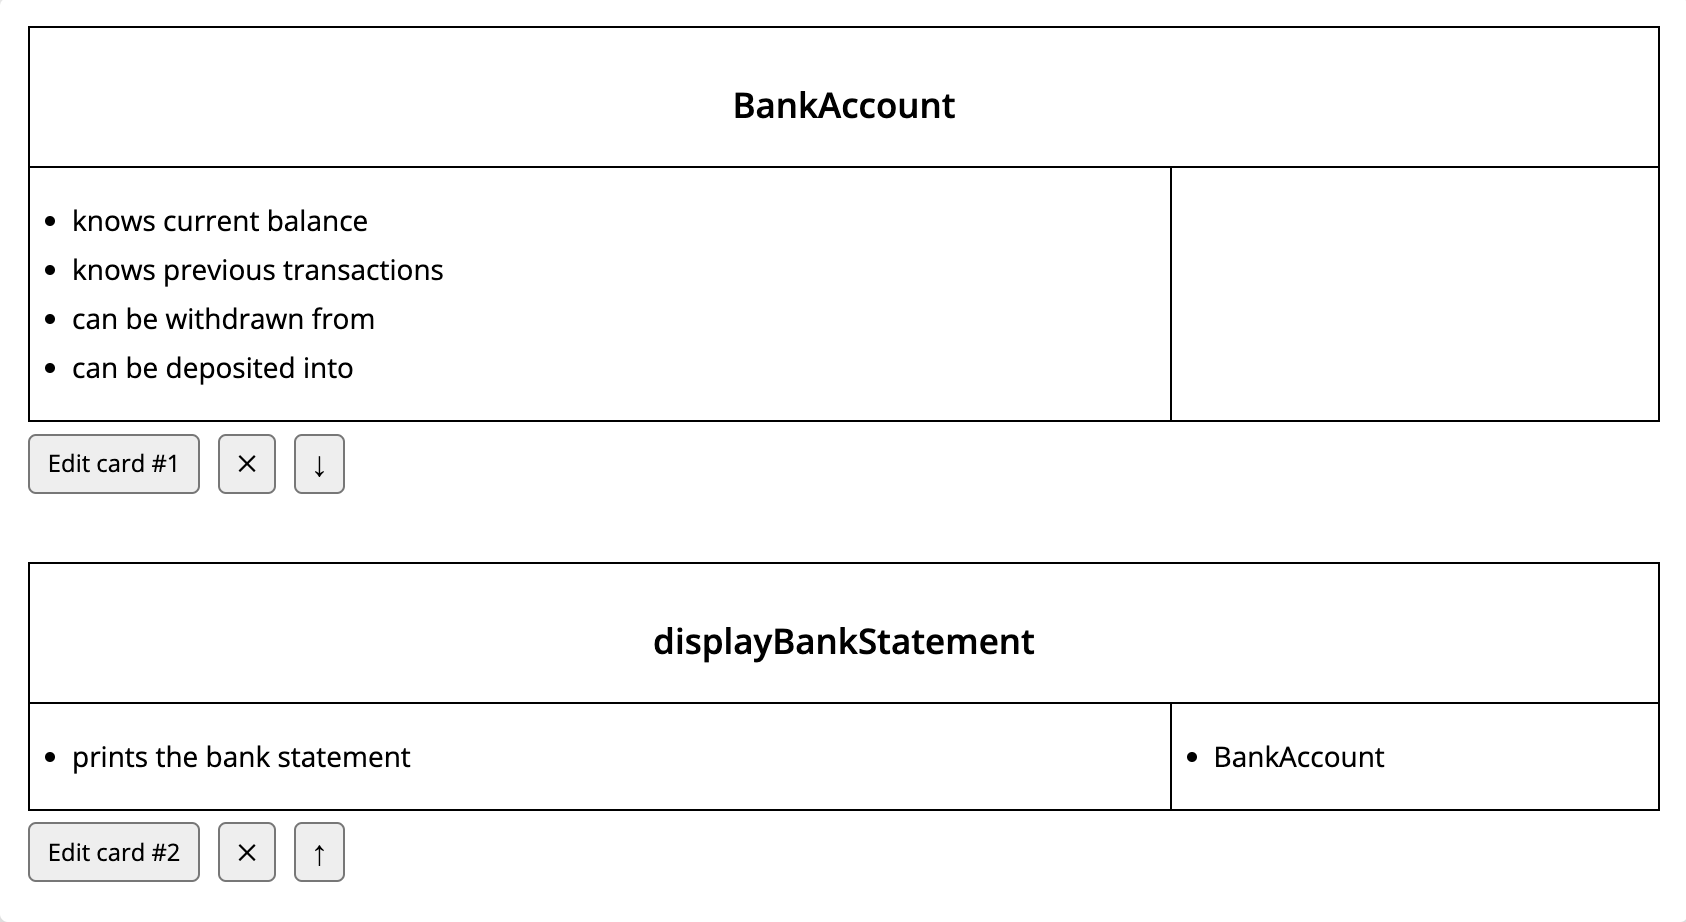 BankAccount
• knows current balance
• knows previous transactions
• can be withdrawn from
• can be deposited into
Edit card #1 × ↓
displayBankStatement
• prints the bank statement • BankAccount
Edit card #2 × ↑